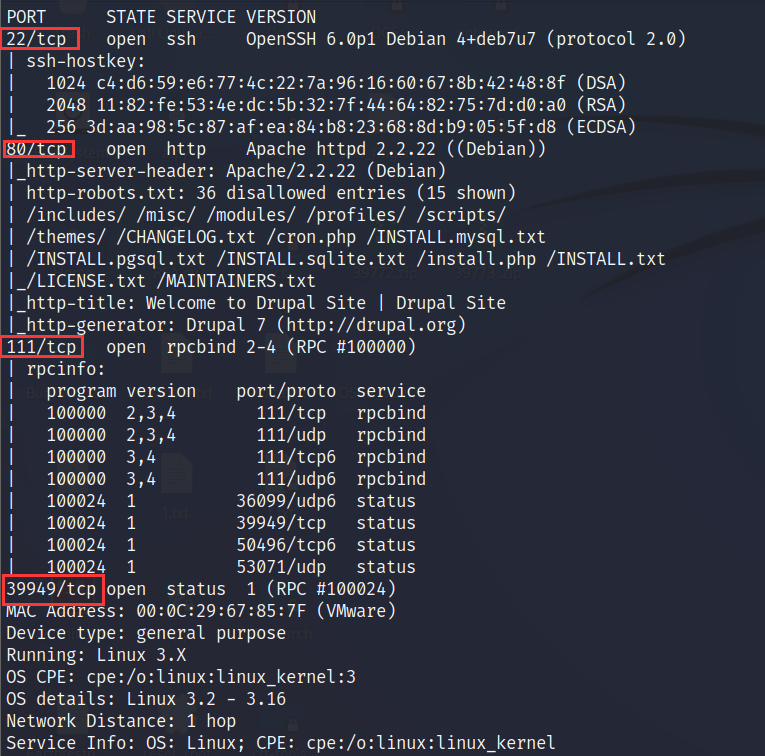 PORT      STATE SERVICE VERSION
22/tcp    open  ssh     OpenSSH 6.0p1 Debian 4+deb7u7 (protocol 2.0)
| ssh-hostkey:
|   1024 c4:d6:59:e6:77:4c:22:7a:96:16:60:67:8b:42:48:8f (DSA)
|   2048 11:82:fe:53:4e:dc:5b:32:7f:44:64:82:75:7d:d0:a0 (RSA)
|_  256 3d:aa:98:5c:87:af:ea:84:b8:23:68:8d:b9:05:5f:d8 (ECDSA)
80/tcp    open  http    Apache httpd 2.2.22 ((Debian))
|_http-server-header: Apache/2.2.22 (Debian)
| http-robots.txt: 36 disallowed entries (15 shown)
| /includes/ /misc/ /modules/ /profiles/ /scripts/
| /themes/ /CHANGELOG.txt /cron.php /INSTALL.mysql.txt
| /INSTALL.pgsql.txt /INSTALL.sqlite.txt /install.php /INSTALL.txt
|_/LICENSE.txt /MAINTAINERS.txt
|_http-title: Welcome to Drupal Site | Drupal Site
|_http-generator: Drupal 7 (http://drupal.org)
111/tcp   open  rpcbind 2-4 (RPC #100000)
| rpcinfo:
|   program version    port/proto  service
|   100000  2,3,4        111/tcp   rpcbind
|   100000  2,3,4        111/udp   rpcbind
|   100000  3,4          111/tcp6  rpcbind
|   100000  3,4          111/udp6  rpcbind
|   100024  1          36099/udp6  status
|   100024  1          39949/tcp   status
|   100024  1          50496/tcp6  status
|   100024  1          53071/udp   status
39949/tcp open  status  1 (RPC #100024)
MAC Address: 00:0C:29:67:85:7F (VMware)
Device type: general purpose
Running: Linux 3.X
OS CPE: cpe:/o:linux:linux_kernel:3
OS details: Linux 3.2 - 3.16
Network Distance: 1 hop
Service Info: OS: Linux; CPE: cpe:/o:linux:linux_kernel